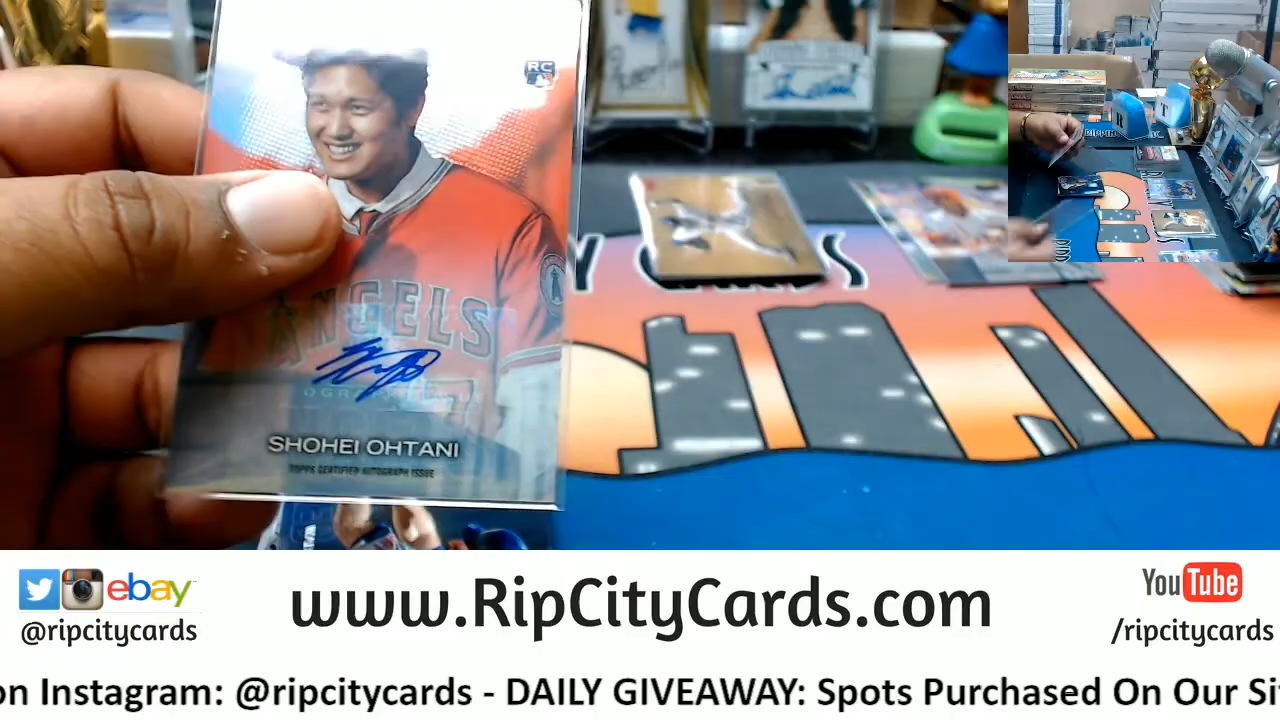 RC
ANGELS
SHOHEI OHTANI
TOPPS CERTIFIED AUTOGRAPH ISSUE
ebay
@ripcitycards
www.RipCityCards.com
YouTube
/ripcitycards
on Instagram: @ripcitycards - DAILY GIVEAWAY: Spots Purchased On Our Sit